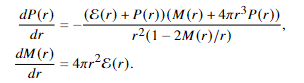 dP(r)/dr = −(ℰ(r) + P(r))(M(r) + 4πr³P(r))/r²(1 − 2M(r)/r),
dM(r)/dr = 4πr²ℰ(r).